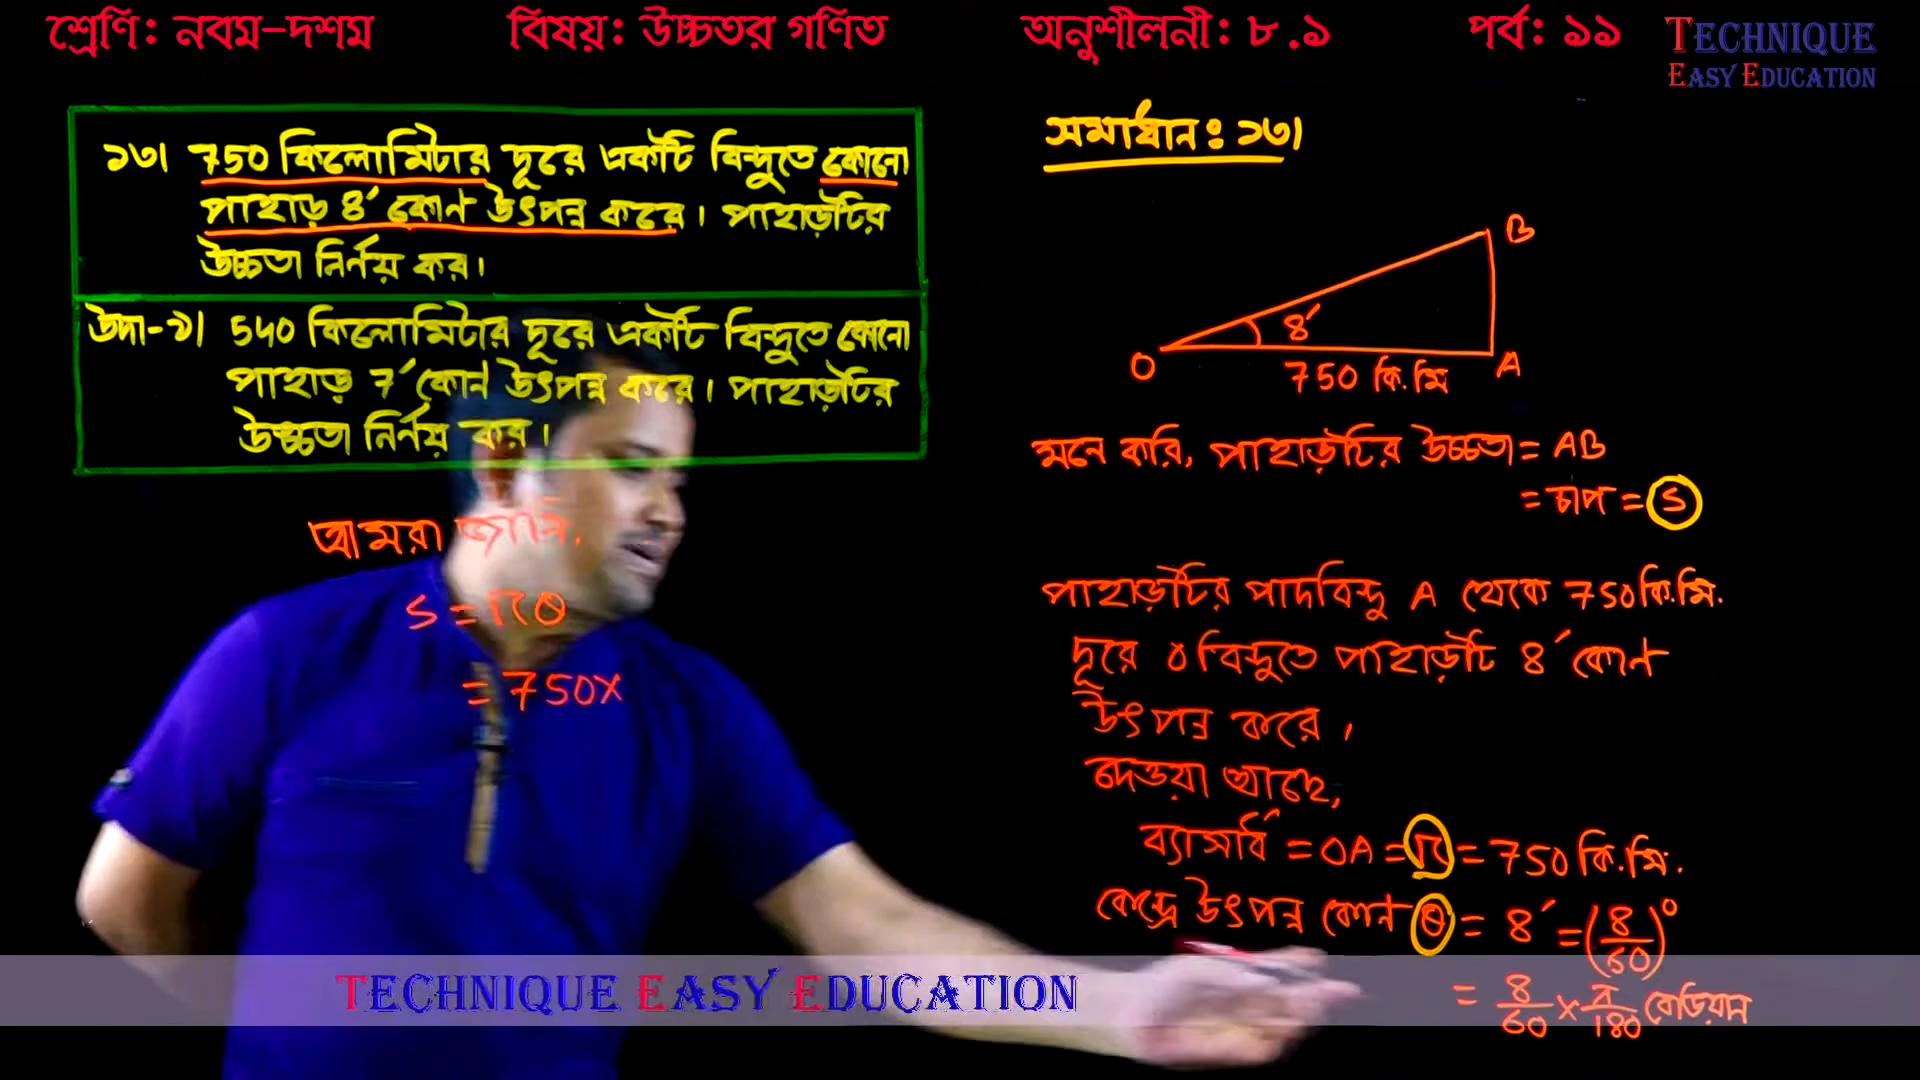 শ্রেণি: নবম-দশম
বিষয়: উচ্চতর গণিত
অনুশীলনী: ৮.১
পর্ব: ১১
TECHNIQUE
EASY EDUCATION
১৩। 750 কিলোমিটার দূরে একটি বিন্দুতে কোনো
পাহাড় 8′ কোণ উৎপন্ন করে। পাহাড়টির
উচ্চতা নির্ণয় কর।
উদা-৯। 540 কিলোমিটার দূরে একটি বিন্দুতে কোনো
পাহাড় 7′ কোণ উৎপন্ন করে। পাহাড়টির
উচ্চতা নির্ণয় কর।
আমরা জানি,
S = rθ
= 750×
সমাধান: ১৩।
B
8′
O
A
750 কি.মি
মনে করি, পাহাড়টির উচ্চতা = AB
= চাপ = S
পাহাড়টির পাদবিন্দু A থেকে 750 কি.মি.
দূরে O বিন্দুতে পাহাড়টি 8′ কোণ
উৎপন্ন করে।
দেওয়া আছে,
ব্যাসার্ধ = OA = r = 750 কি.মি.
কেন্দ্রে উৎপন্ন কোণ θ = 8′ = (8/60)°
= 8/60 × π/180 রেডিয়ান
TECHNIQUE EASY EDUCATION